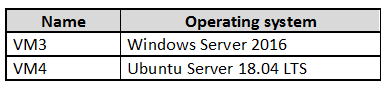 Name Operating system
VM3 Windows Server 2016
VM4 Ubuntu Server 18.04 LTS